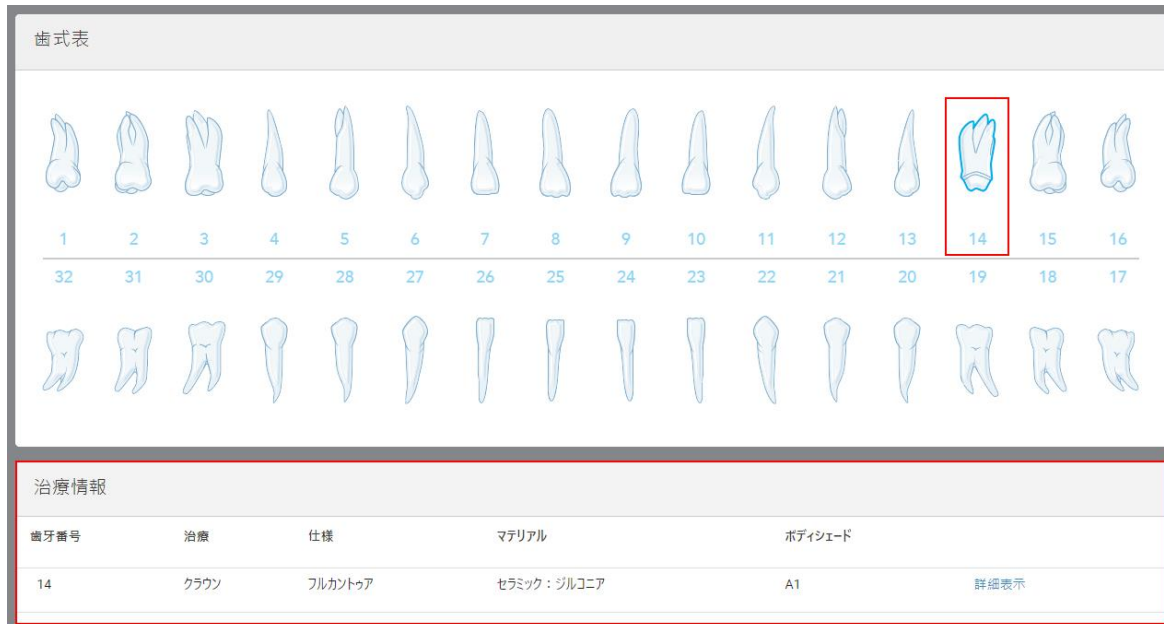 歯式表
1 2 3 4 5 6 7 8 9 10 11 12 13 14 15 16
32 31 30 29 28 27 26 25 24 23 22 21 20 19 18 17
治療情報
歯牙番号 治療 仕様 マテリアル ボディシェード
14 クラウン フルカントゥア セラミック：ジルコニア A1 詳細表示